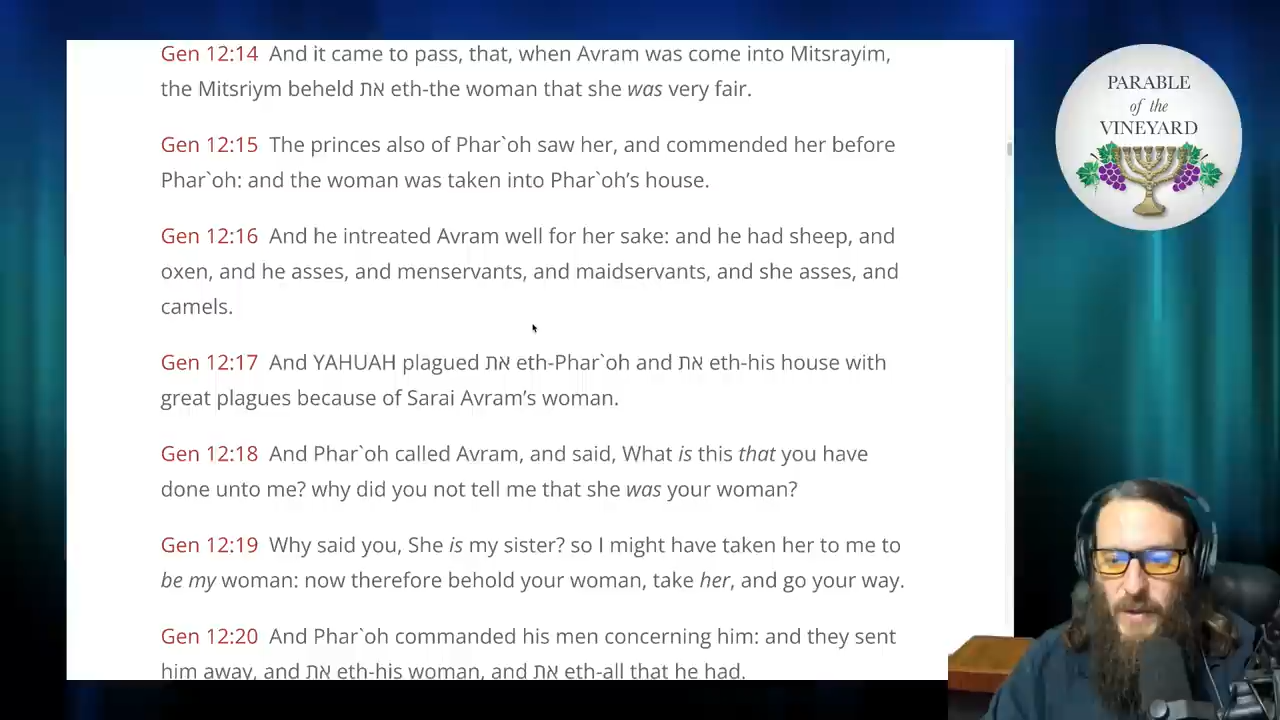 Gen 12:14 And it came to pass, that, when Avram was come into Mitsrayim,
the Mitsriym beheld את eth-the woman that she was very fair.
Gen 12:15 The princes also of Phar`oh saw her, and commended her before
Phar`oh: and the woman was taken into Phar`oh’s house.
Gen 12:16 And he intreated Avram well for her sake: and he had sheep, and
oxen, and he asses, and menservants, and maidservants, and she asses, and
camels.
Gen 12:17 And YAHUAH plagued את eth-Phar`oh and את eth-his house with
great plagues because of Sarai Avram’s woman.
Gen 12:18 And Phar`oh called Avram, and said, What is this that you have
done unto me? why did you not tell me that she was your woman?
Gen 12:19 Why said you, She is my sister? so I might have taken her to me to
be my woman: now therefore behold your woman, take her, and go your way.
Gen 12:20 And Phar`oh commanded his men concerning him: and they sent
him away, and את eth-his woman, and את eth-all that he had.
PARABLE
of the
VINEYARD